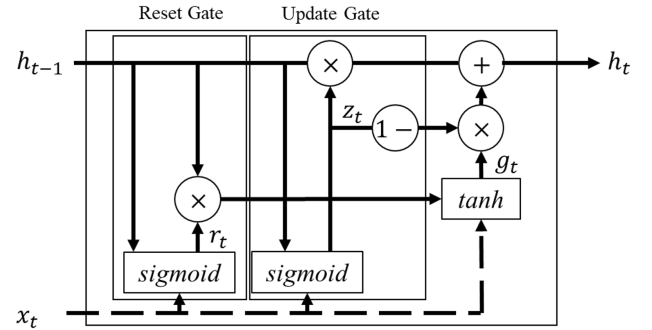 Reset Gate Update Gate
h_{t−1} × + h_t
z_t 1 − ×
g_t
× tanh
r_t
sigmoid sigmoid
x_t